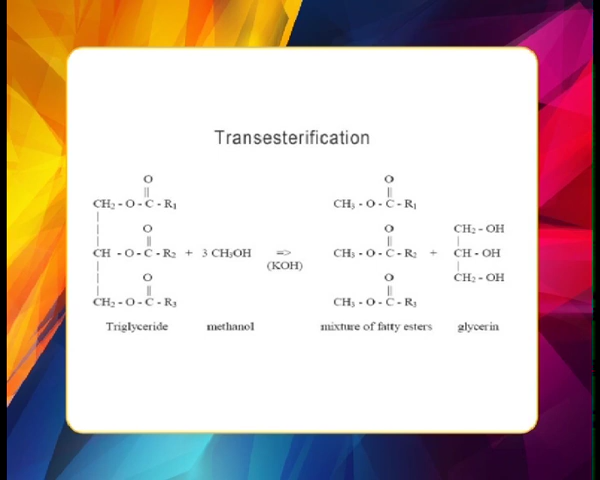 Transesterification
O O
|| ||
CH₂ - O - C - R₁ CH₃ - O - C - R₁
| O O CH₂ - OH
| || || |
CH - O - C - R₂ + 3 CH₃OH => CH₃ - O - C - R₂ + CH - OH
| (KOH) |
| O O CH₂ - OH
| || ||
CH₂ - O - C - R₃ CH₃ - O - C - R₃
Triglyceride methanol mixture of fatty esters glycerin